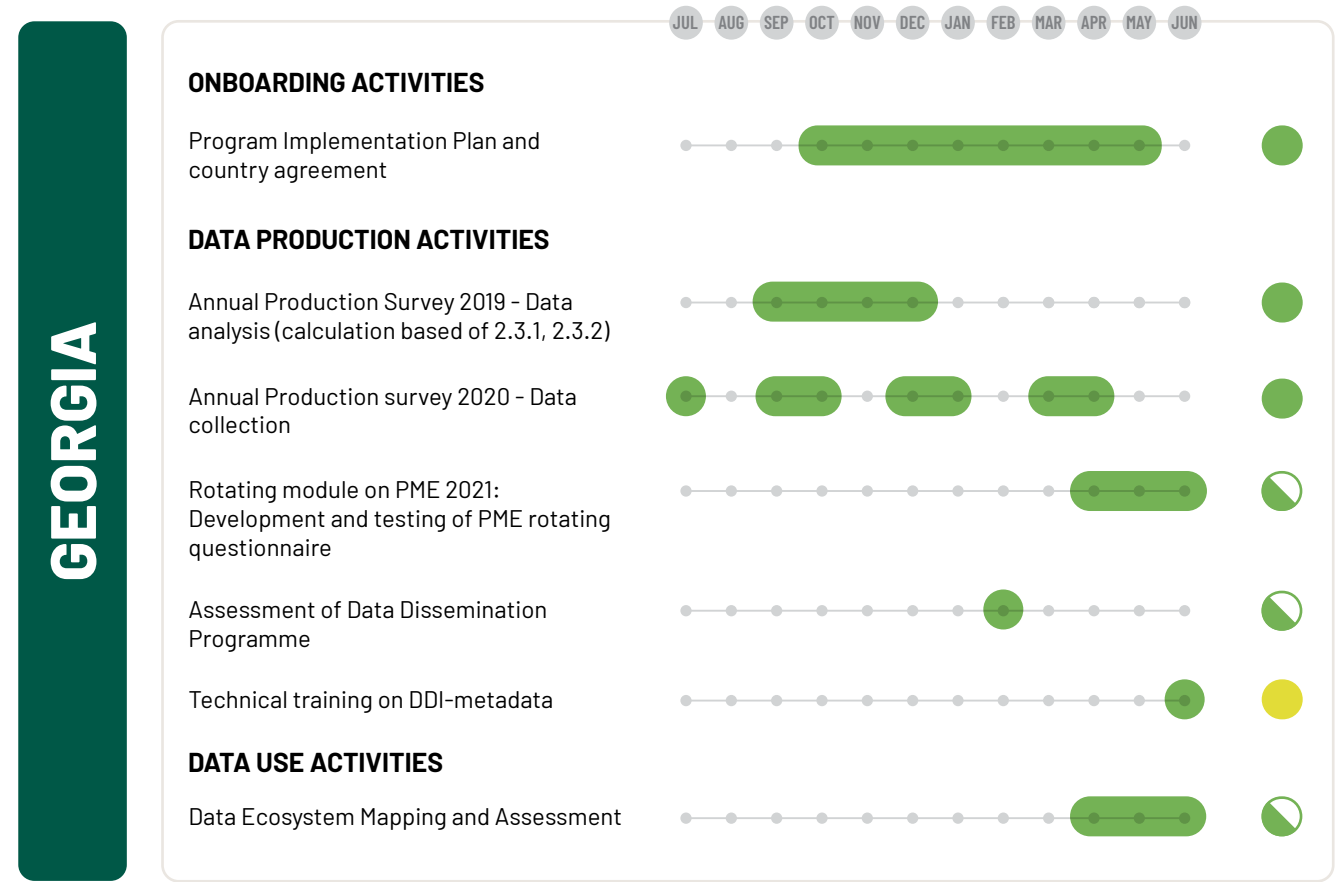 GEORGIA
JUL AUG SEP OCT NOV DEC JAN FEB MAR APR MAY JUN
ONBOARDING ACTIVITIES
Program Implementation Plan and
country agreement
DATA PRODUCTION ACTIVITIES
Annual Production Survey 2019 - Data
analysis (calculation based of 2.3.1, 2.3.2)
Annual Production survey 2020 - Data
collection
Rotating module on PME 2021:
Development and testing of PME rotating
questionnaire
Assessment of Data Dissemination
Programme
Technical training on DDI-metadata
DATA USE ACTIVITIES
Data Ecosystem Mapping and Assessment